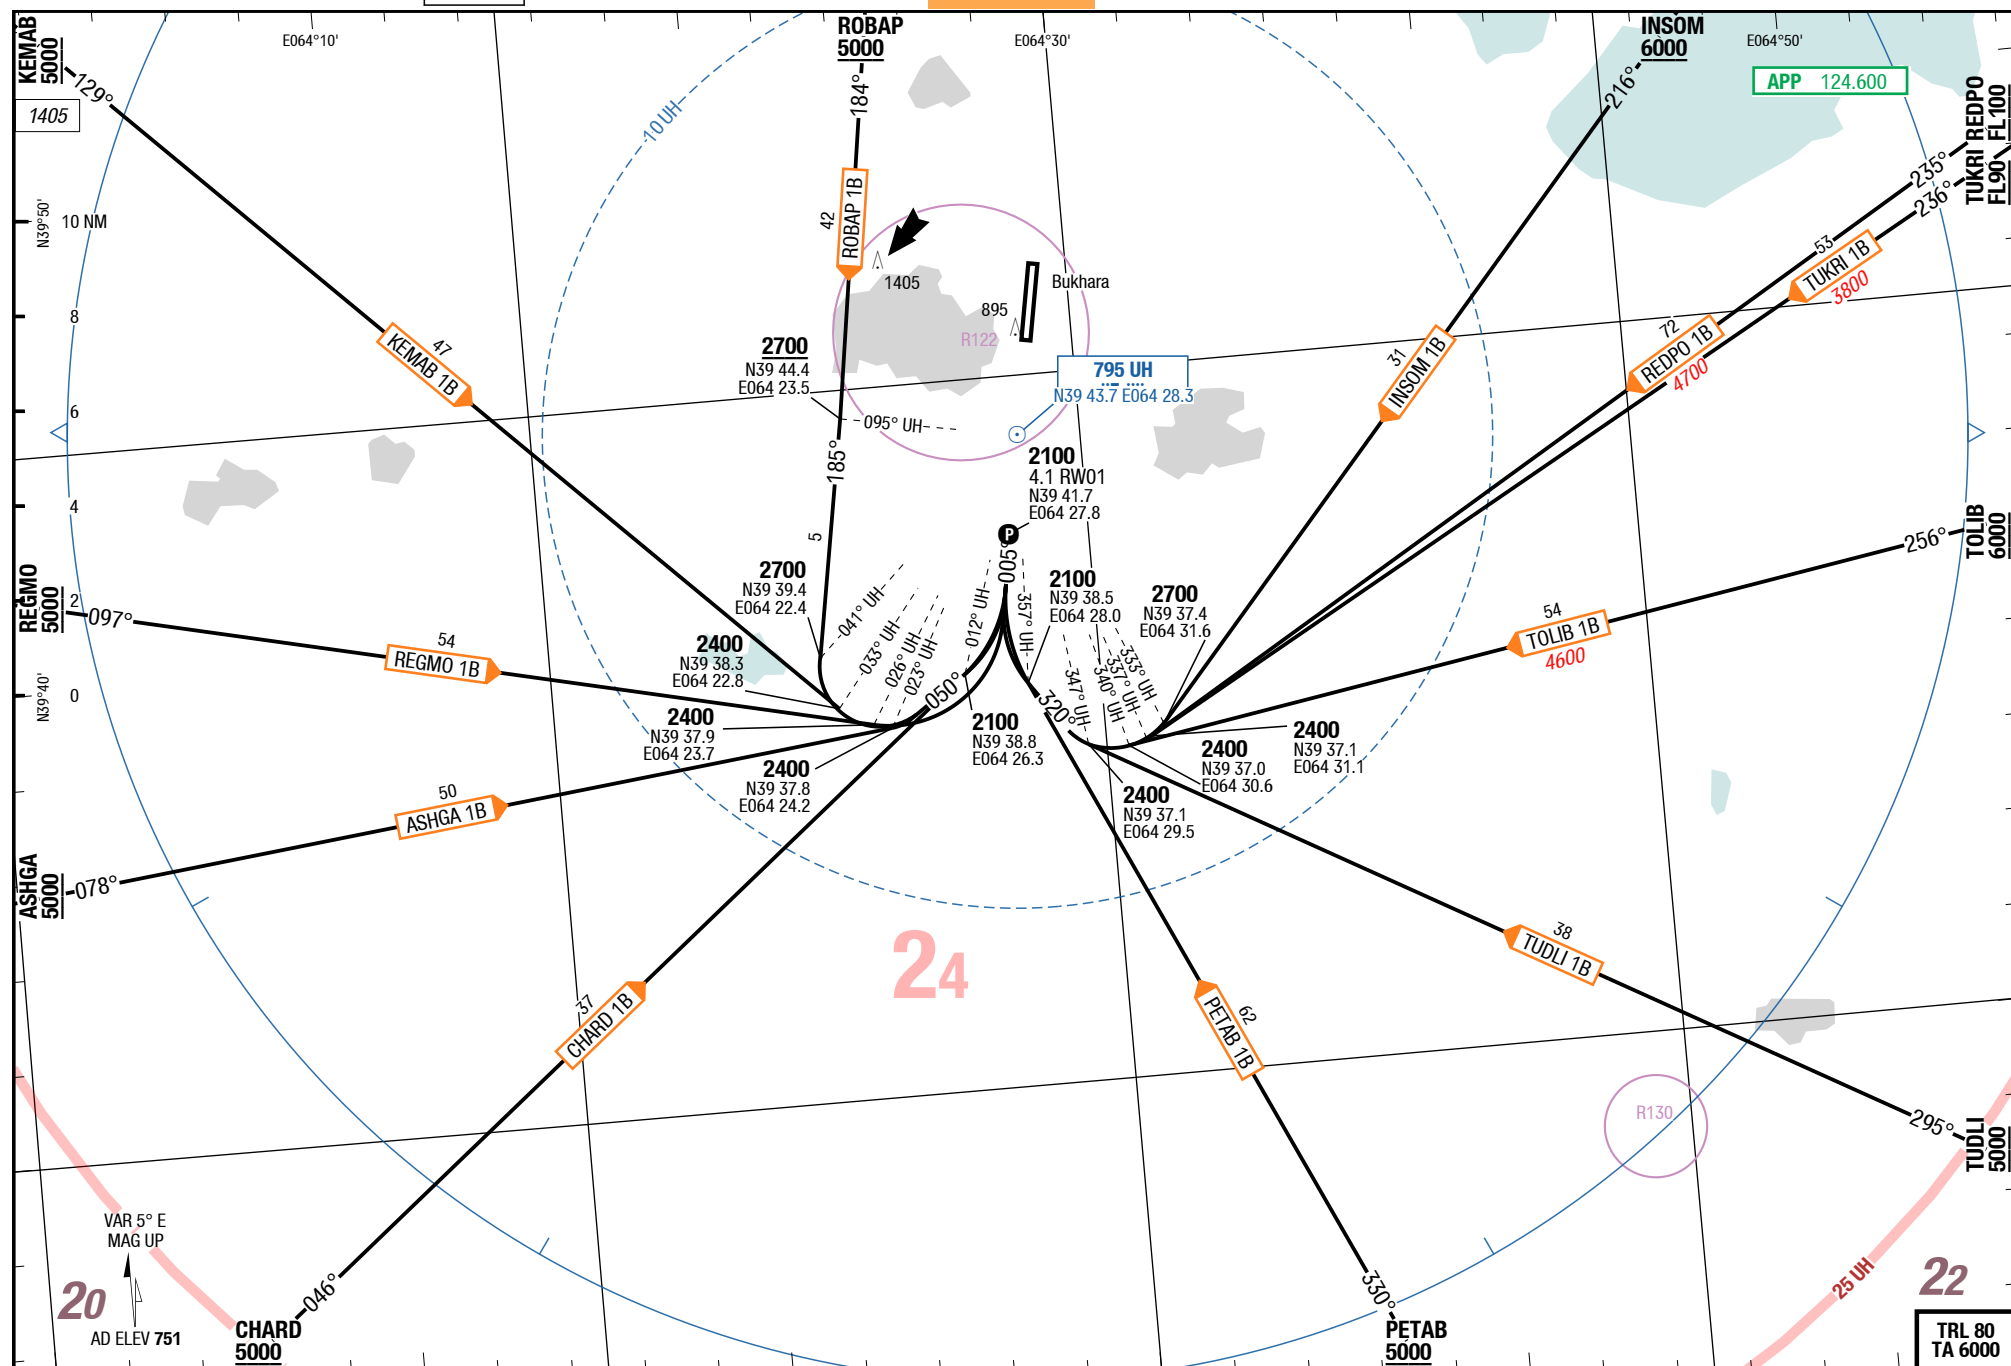 KEMAB
5000
E064°10'
ROBAP
5000
E064°30'
INSOM
6000
E064°50'
APP 124.600
TUKRI REDPO
FL90 FL100
1405
129°
184°
216°
235°
236°
10 UH
N39°50'
10 NM
8
6
4
2
0
N39°40'
42
ROBAP 1B
1405
Bukhara
895
R122
53
TUKRI 1B
3800
72
REDPO 1B
4700
31
INSOM 1B
47
KEMAB 1B
2700
N39 44.4
E064 23.5
095° UH
795 UH
N39 43.7 E064 28.3
185°
5
2100
4.1 RW01
N39 41.7
E064 27.8
P
005°
TOLIB
6000
256°
54
TOLIB 1B
4600
REGMO
5000
097°
54
REGMO 1B
2700
N39 39.4
E064 22.4
041° UH
033° UH
026° UH
023° UH
012° UH
357° UH
2100
N39 38.5
E064 28.0
2700
N39 37.4
E064 31.6
347° UH
340° UH
337° UH
333° UH
2400
N39 38.3
E064 22.8
2400
N39 37.9
E064 23.7
2400
N39 37.8
E064 24.2
050°
320°
2100
N39 38.8
E064 26.3
2400
N39 37.0
E064 30.6
2400
N39 37.1
E064 31.1
2400
N39 37.1
E064 29.5
50
ASHGA 1B
ASHGA
5000
078°
24
38
TUDLI 1B
37
CHARD 1B
62
PETAB 1B
R130
295°
TUDLI
5000
VAR 5° E
MAG UP
20
AD ELEV 751
046°
CHARD
5000
330°
PETAB
5000
25 UH
22
TRL 80
TA 6000